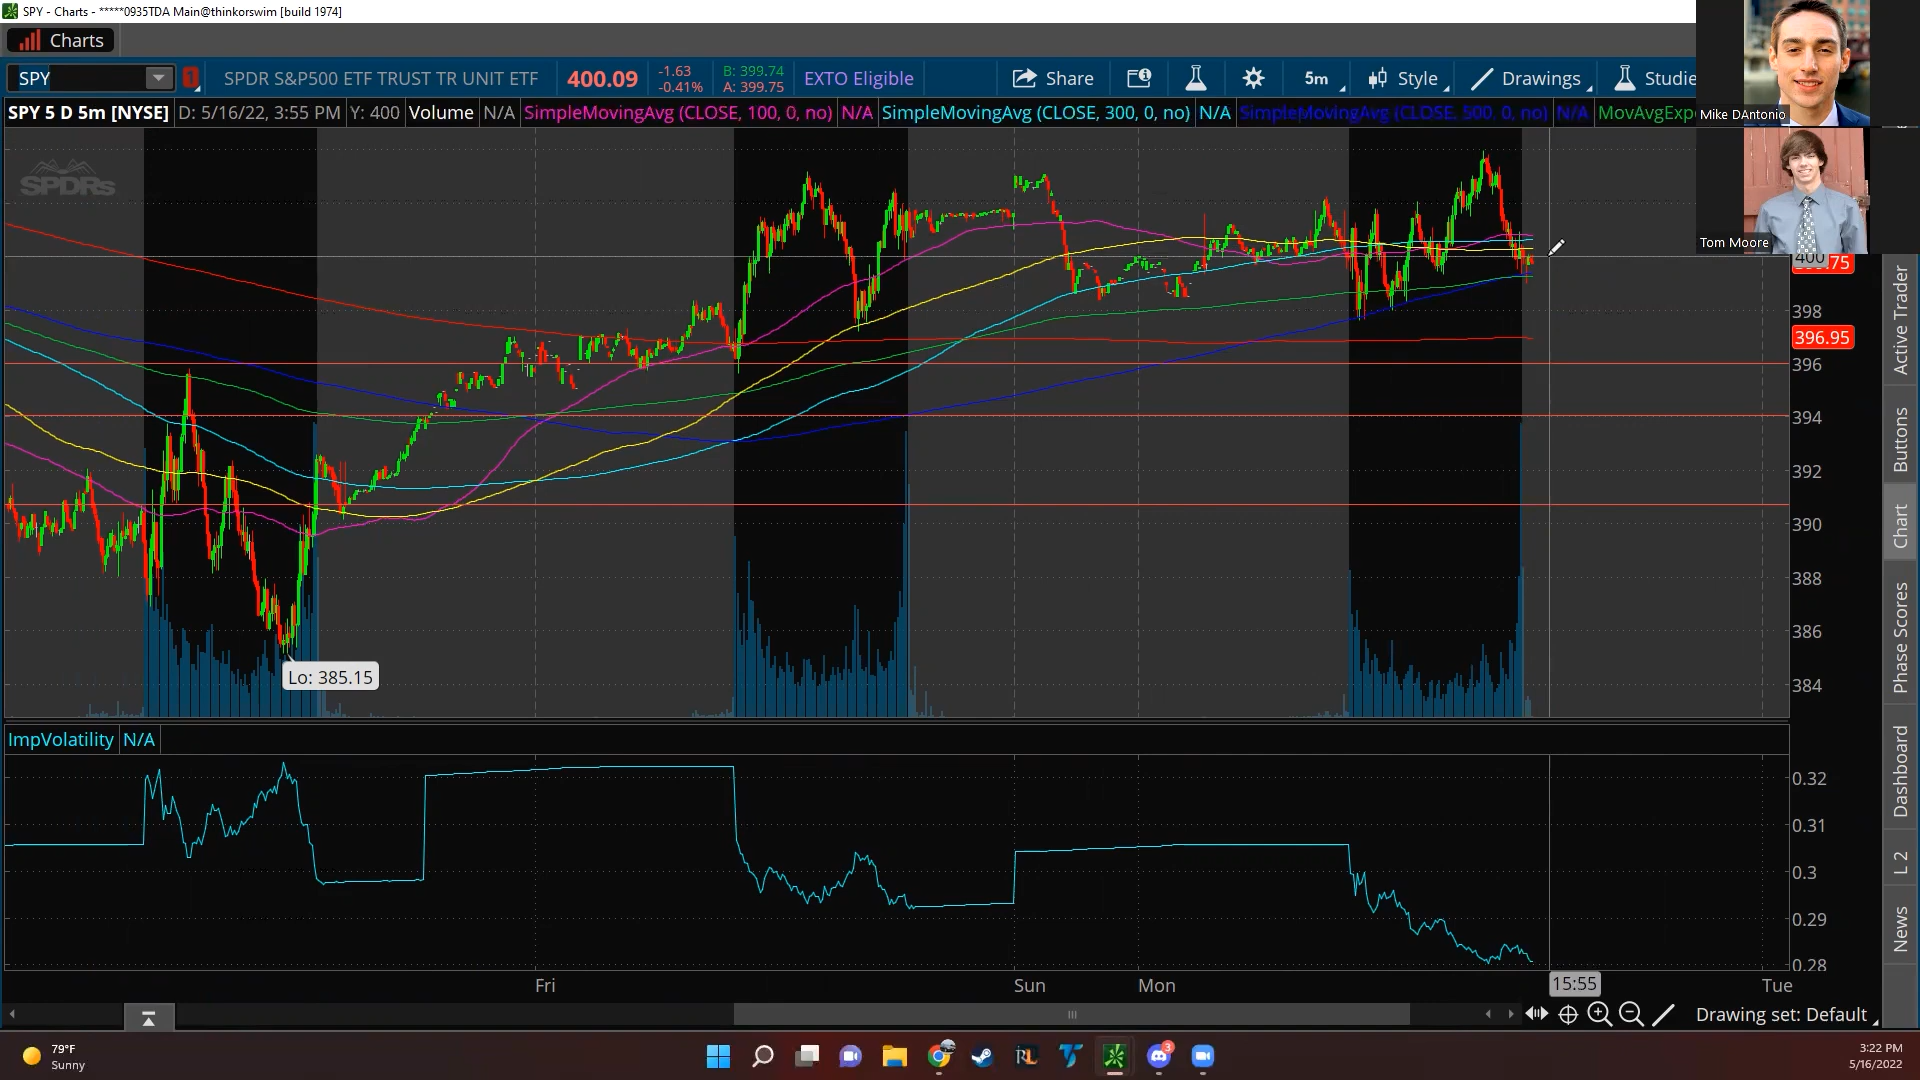 SPY - Charts - *****0935TDA Main@thinkorswim [build 1974]
Charts
SPY
1
SPDR S&P500 ETF TRUST TR UNIT ETF
400.09
-1.63
-0.41%
B: 399.74
A: 399.75
EXTO Eligible
Share
5m
Style
Drawings
Studie
SPY 5 D 5m [NYSE]
D: 5/16/22, 3:55 PM
Y: 400
Volume
N/A
SimpleMovingAvg (CLOSE, 100, 0, no)
N/A
SimpleMovingAvg (CLOSE, 300, 0, no)
N/A
SimpleMovingAvg (CLOSE, 500, 0, no)
N/A
MovAvgExp
Mike DAntonio
Tom Moore
SPDRs
400
.75
398
396.95
396
394
392
390
388
386
384
Lo: 385.15
ImpVolatility
N/A
0.32
0.31
0.3
0.29
0.28
Fri
Sun
Mon
15:55
Tue
Drawing set: Default
Active Trader
Buttons
Chart
Phase Scores
Dashboard
L 2
News
79°F
Sunny
RL
3
3:22 PM
5/16/2022